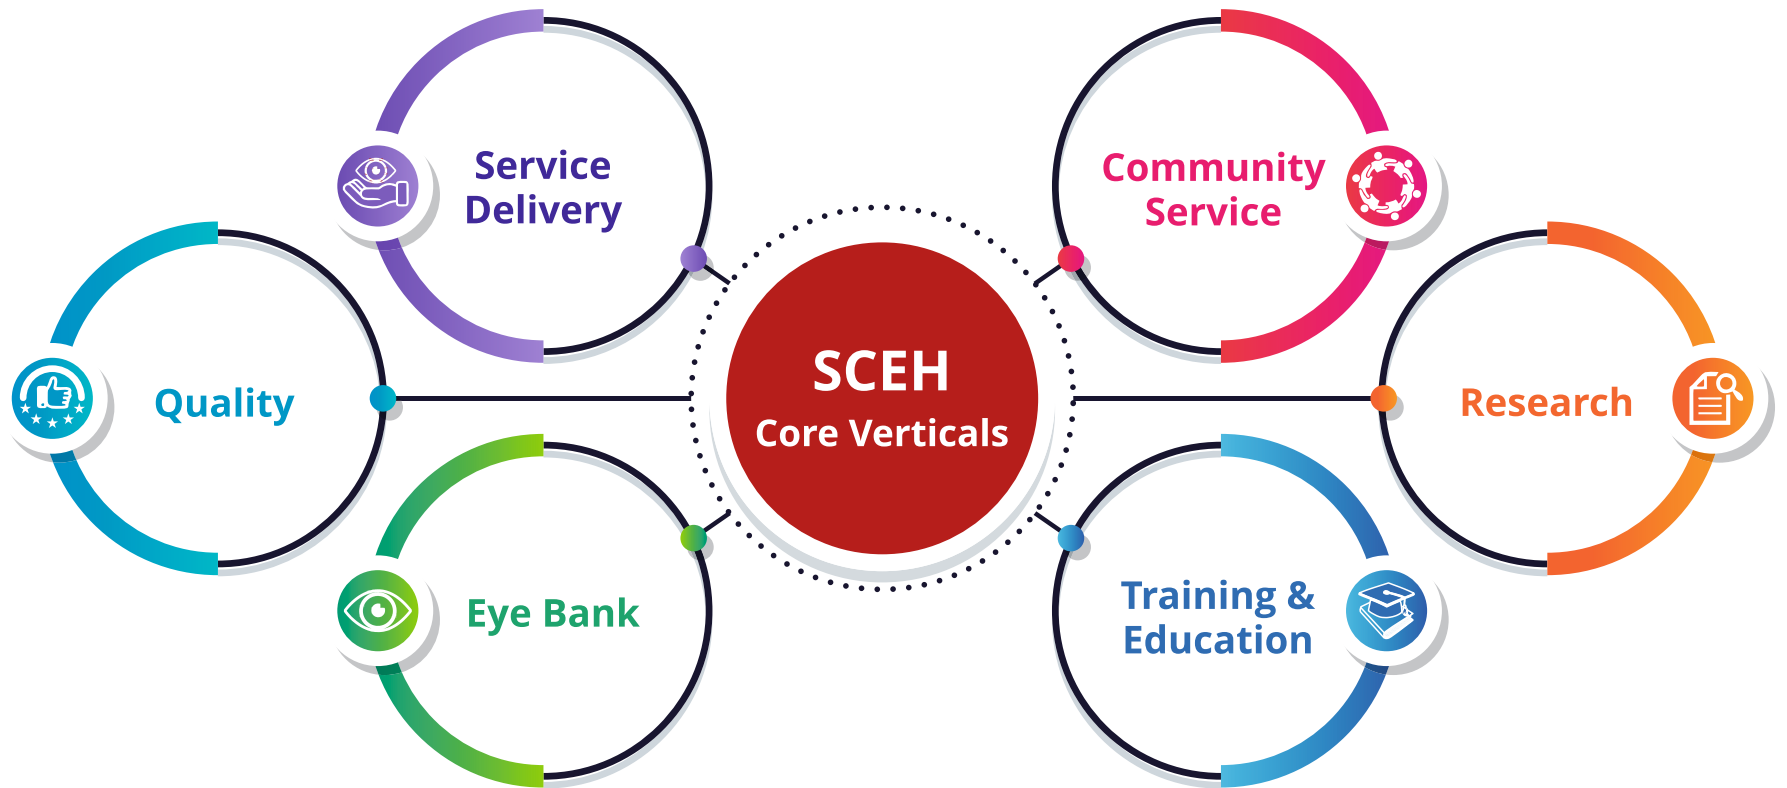 Service
Delivery
Community
Service
Quality
SCEH
Core Verticals
Research
Eye Bank
Training &
Education